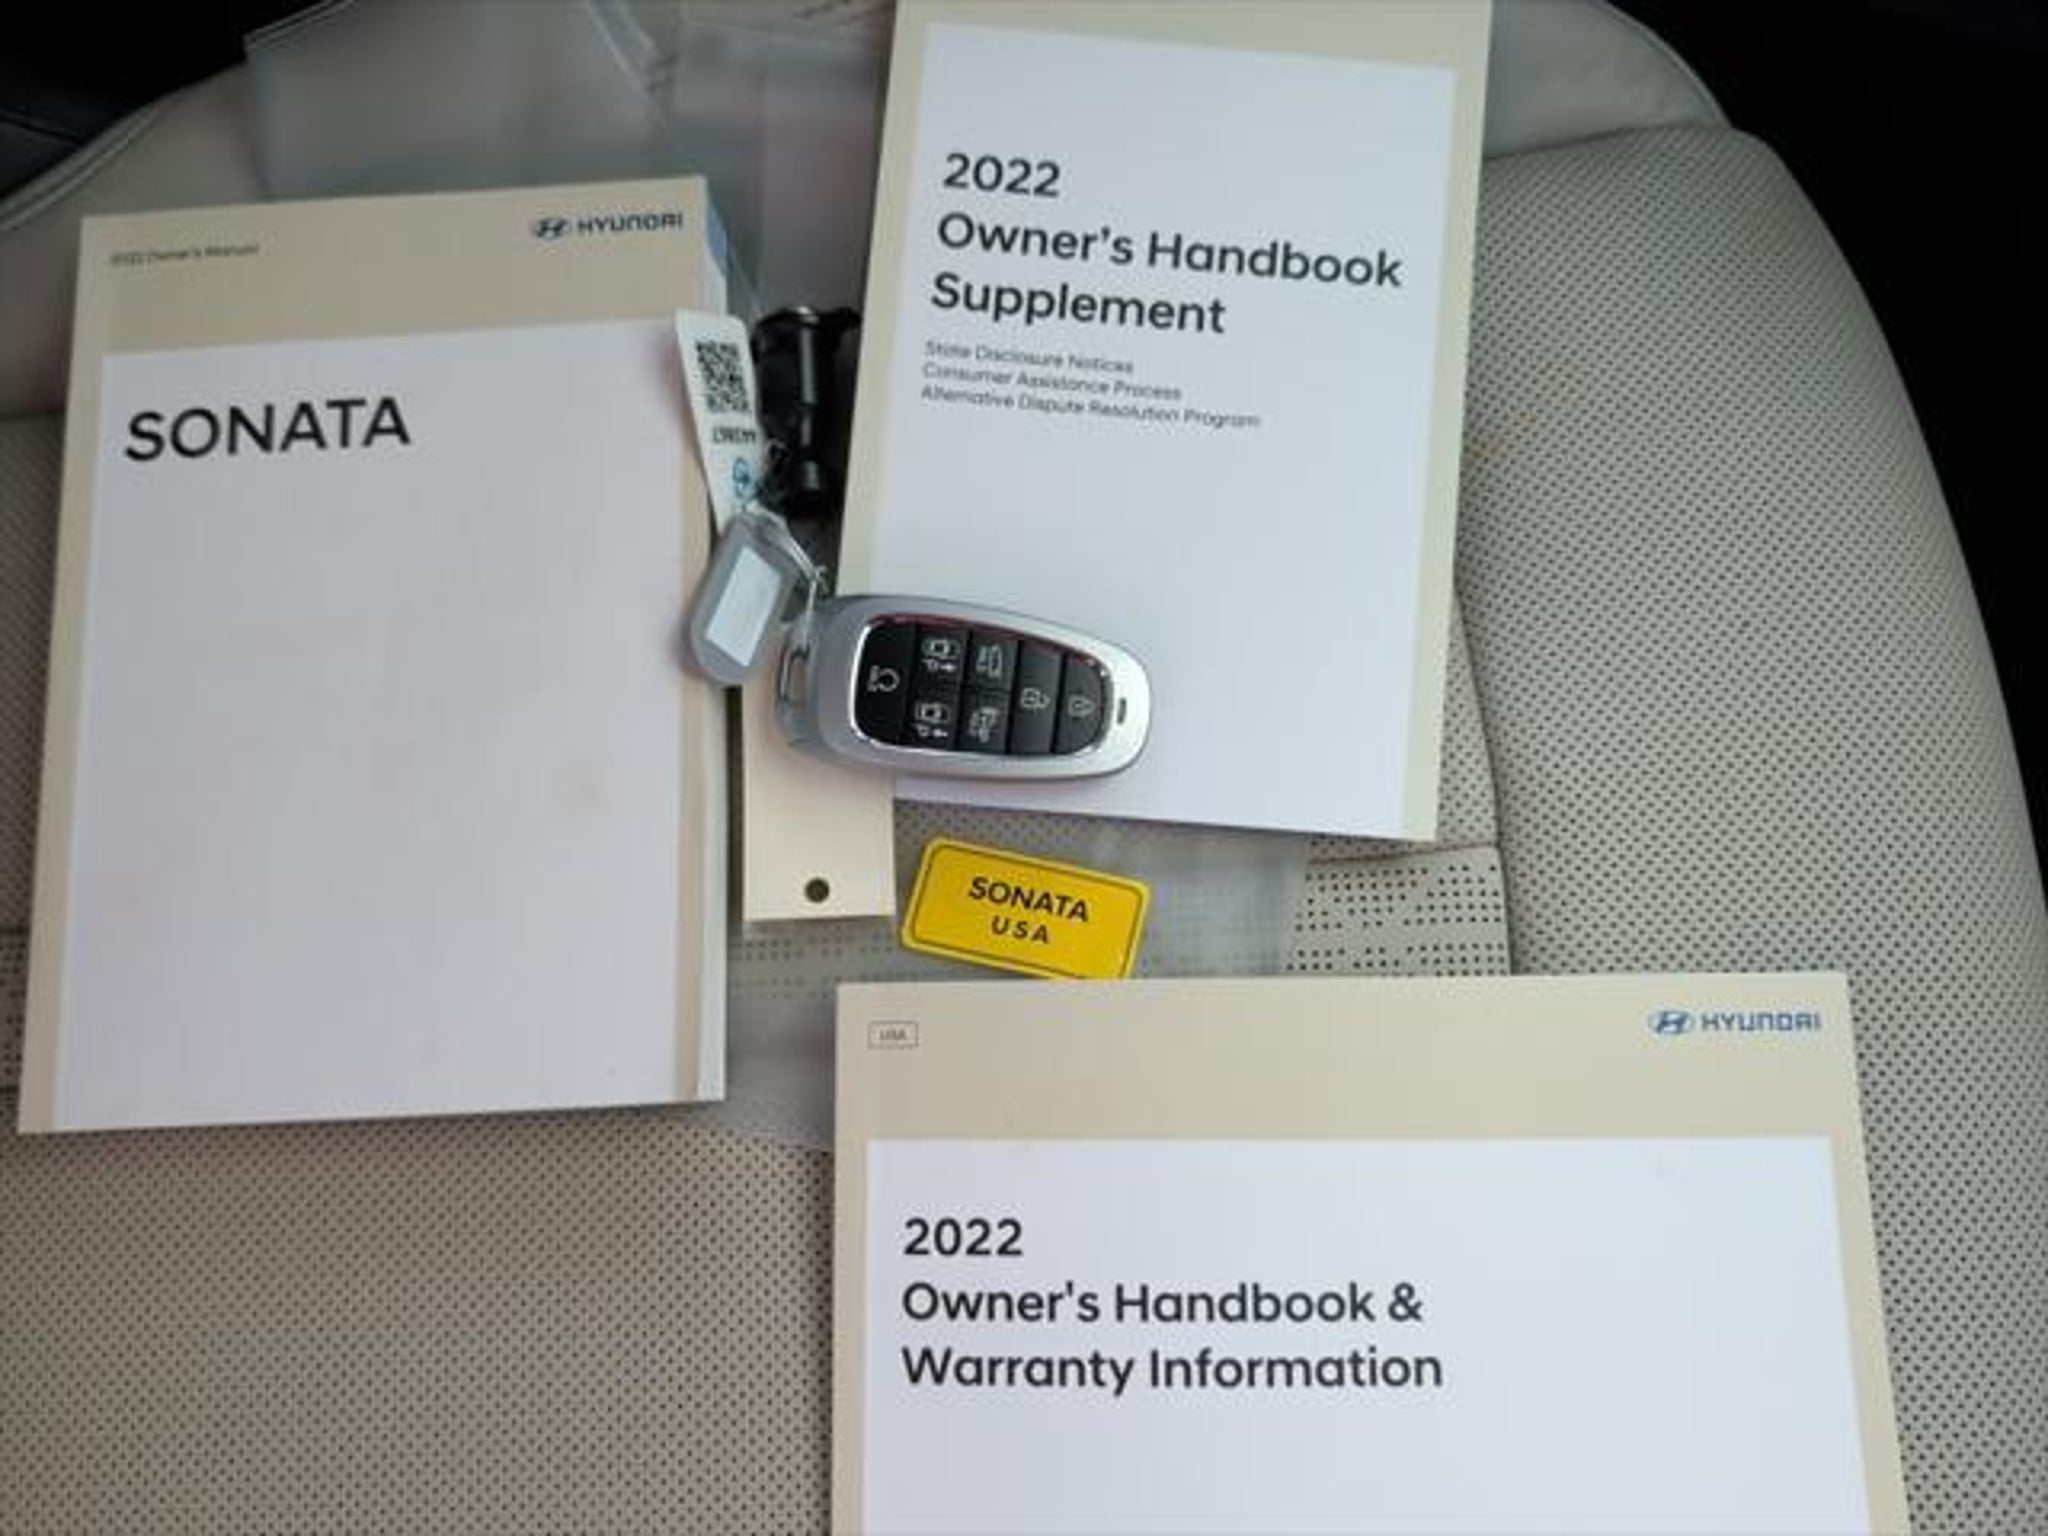 2022 Owner's Manual
HYUNDAI
SONATA
2022
Owner's Handbook
Supplement
State Disclosure Notices
Consumer Assistance Process
Alternative Dispute Resolution Program
SONATA
USA
USA
HYUNDAI
2022
Owner's Handbook &
Warranty Information